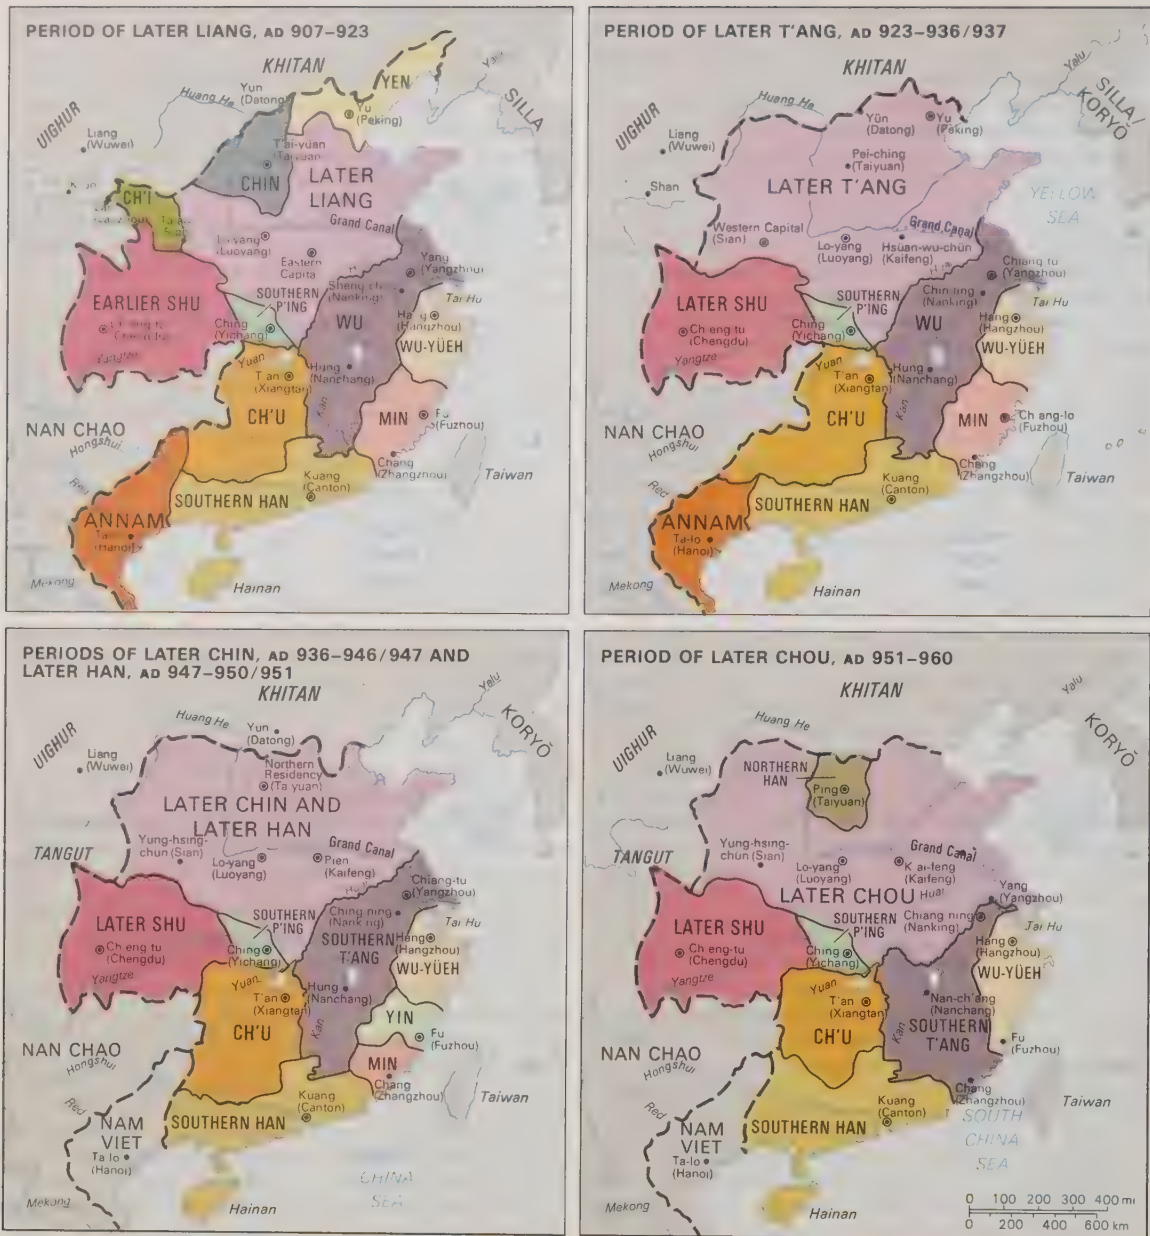 PERIOD OF LATER LIANG, AD 907–923
KHITAN
YEN
Yun
(Datong)
Huang He
Yu
(Peking)
Yalu
SILLA
UIGHUR
Liang
(Wuwei)
T'ai-yüan
(Taiyuan)
CHIN
LATER
LIANG
CH'I
Grand Canal
Lo-yang
(Luoyang)
Eastern
Capital
Yang
(Yangzhou)
(Nanking)
Tai Hu
SOUTHERN
P'ING
EARLIER SHU
Ching
(Yichang)
WU
Hang
(Hangzhou)
WU-YÜEH
Yangtze
Yuan
T'an
(Xiangtan)
Hung
(Nanchang)
Kan
CH'U
MIN
Fu
(Fuzhou)
NAN CHAO
Hongshui
Chang
(Zhangzhou)
Taiwan
Red
Kuang
(Canton)
SOUTHERN HAN
ANNAM
(Hanoi)
Mekong
Hainan
PERIOD OF LATER T'ANG, AD 923–936/937
KHITAN
Yalu
Huang He
SILLA/
KORYŎ
UIGHUR
Yün
(Datong)
Yu
(Peking)
Liang
(Wuwei)
Pei-ching
(Taiyuan)
LATER T'ANG
Shan
YELLOW
SEA
Grand Canal
Western Capital
(Sian)
Lo-yang
(Luoyang)
Hsüan-wu-chün
(Kaifeng)
Chiang-tu
(Yangzhou)
(Nanking)
Tai Hu
LATER SHU
SOUTHERN
P'ING
Ch'eng-tu
(Chengdu)
Ching
(Yichang)
WU
Hang
(Hangzhou)
WU-YÜEH
Yangtze
Yuan
T'an
(Xiangtan)
Hung
(Nanchang)
Kan
CH'U
MIN
Ch'ang-lo
(Fuzhou)
NAN CHAO
Hongshui
Chang
(Zhangzhou)
Taiwan
Red
Kuang
(Canton)
SOUTHERN HAN
ANNAM
Ta-lo
(Hanoi)
Mekong
Hainan
PERIODS OF LATER CHIN, AD 936–946/947 AND
LATER HAN, AD 947–950/951
KHITAN
Yalu
KORYŎ
Huang He
Yun
(Datong)
UIGHUR
Liang
(Wuwei)
Northern
Residency
(Taiyuan)
LATER CHIN AND
LATER HAN
Yung-hsing-
chun (Sian)
Grand Canal
TANGUT
Lo-yang
(Luoyang)
Pien
(Kaifeng)
Chiang-tu
(Yangzhou)
LATER SHU
SOUTHERN
P'ING
Ching-ning
(Nanking)
Tai Hu
SOUTHERN
T'ANG
Ch'eng-tu
(Chengdu)
Ching
(Yichang)
Hang
(Hangzhou)
WU-YÜEH
Yangtze
Yuan
T'an
(Xiangtan)
Hung
(Nanchang)
Kan
YIN
CH'U
Fu
(Fuzhou)
NAN CHAO
Hongshui
MIN
Chang
(Zhangzhou)
Taiwan
Red
Kuang
(Canton)
NAM
VIET
SOUTHERN HAN
Ta-lo
(Hanoi)
CHINA
SEA
Mekong
Hainan
PERIOD OF LATER CHOU, AD 951–960
KHITAN
Yalu
KORYŎ
Huang He
UIGHUR
Liang
(Wuwei)
NORTHERN
HAN
Ping
(Taiyuan)
Yung-hsing-
chun (Sian)
Grand Canal
TANGUT
Lo-yang
(Luoyang)
K'ai-feng
(Kaifeng)
LATER CHOU
Huai
Yang
(Yangzhou)
LATER SHU
SOUTHERN
P'ING
Chiang-ning
(Nanking)
Tai Hu
Ch'eng-tu
(Chengdu)
Ching
(Yichang)
Hang
(Hangzhou)
WU-YÜEH
Yangtze
Yuan
T'an
(Xiangtan)
Nan-ch'ang
(Nanchang)
Kan
SOUTHERN
T'ANG
CH'U
Fu
(Fuzhou)
NAN CHAO
Hongshui
Chang
(Zhangzhou)
Taiwan
Red
Kuang
(Canton)
SOUTH
CHINA
SEA
NAM
VIET
SOUTHERN HAN
Ta-lo
(Hanoi)
Mekong
Hainan
0 100 200 300 400 mi
0 200 400 600 km